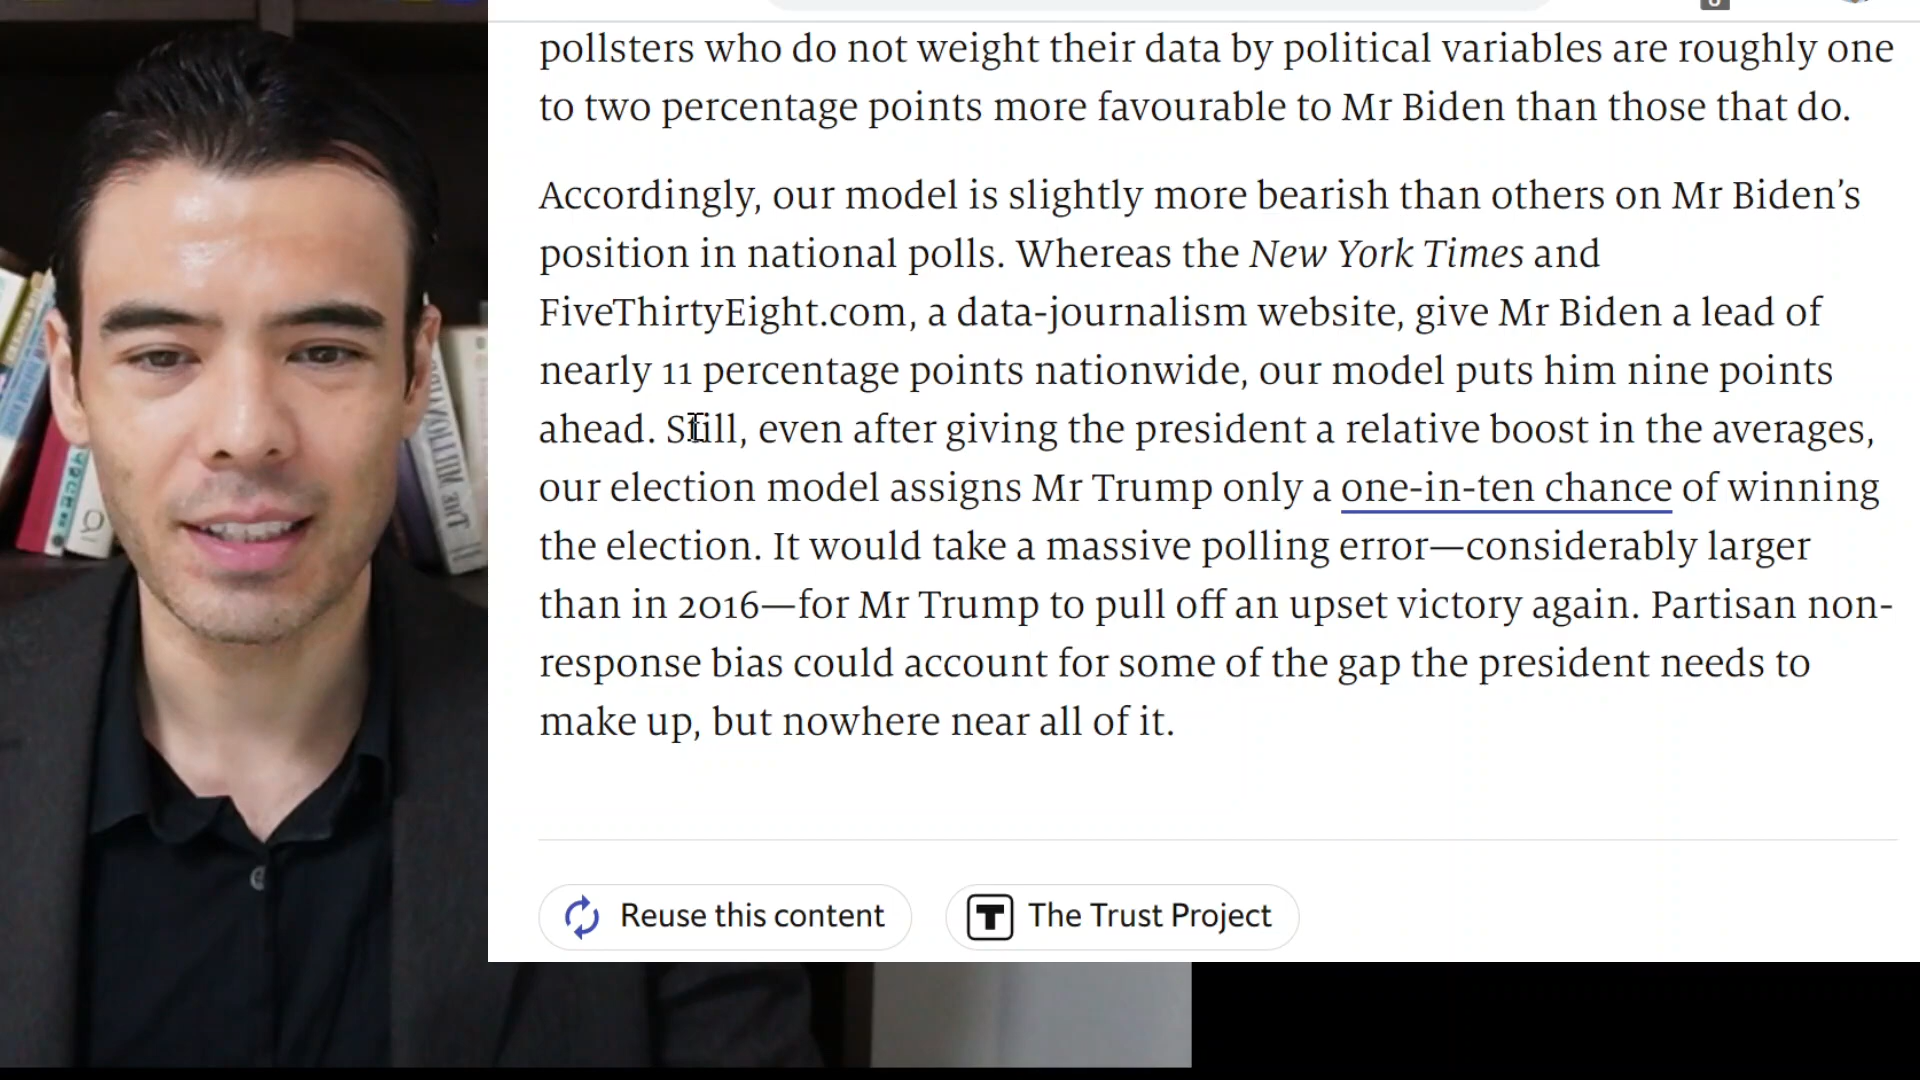 pollsters who do not weight their data by political variables are roughly one
to two percentage points more favourable to Mr Biden than those that do.
Accordingly, our model is slightly more bearish than others on Mr Biden’s
position in national polls. Whereas the New York Times and
FiveThirtyEight.com, a data-journalism website, give Mr Biden a lead of
nearly 11 percentage points nationwide, our model puts him nine points
ahead. Still, even after giving the president a relative boost in the averages,
our election model assigns Mr Trump only a one-in-ten chance of winning
the election. It would take a massive polling error—considerably larger
than in 2016—for Mr Trump to pull off an upset victory again. Partisan non-
response bias could account for some of the gap the president needs to
make up, but nowhere near all of it.
Reuse this content
T The Trust Project
THE MILLIONAI